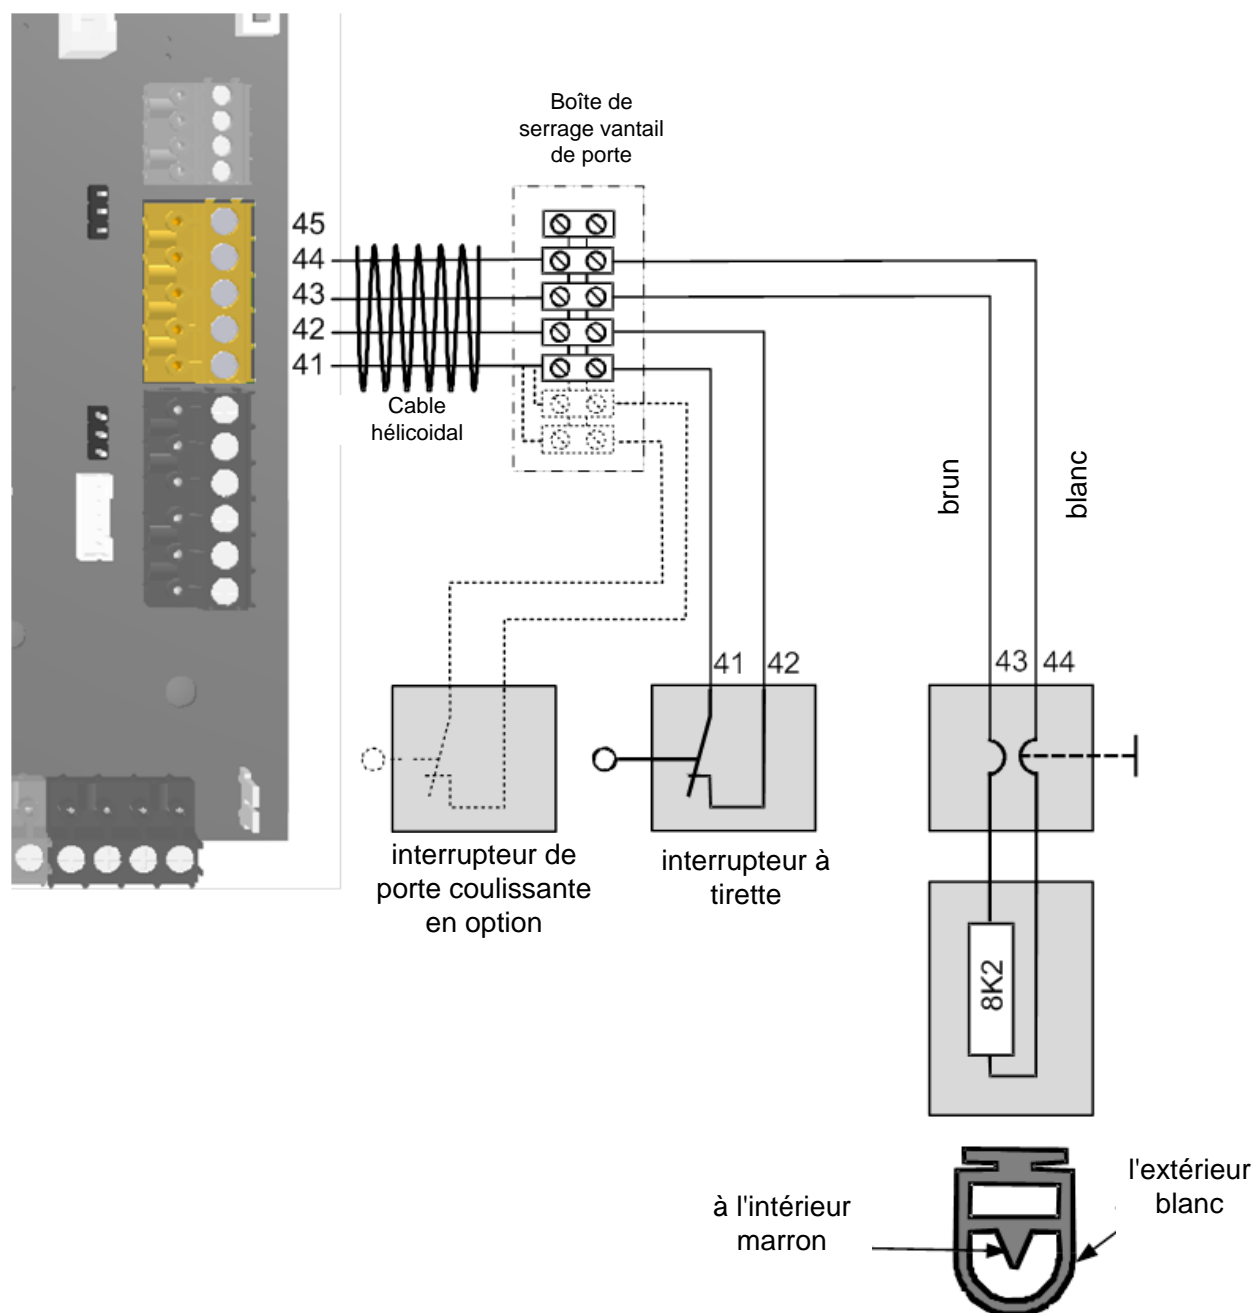 Boîte de
serrage vantail
de porte
45
44
43
42
41
Cable
hélicoidal
brun
blanc
41 42
43 44
interrupteur de
porte coulissante
en option
interrupteur à
tirette
8K2
à l'intérieur
marron
l'extérieur
blanc